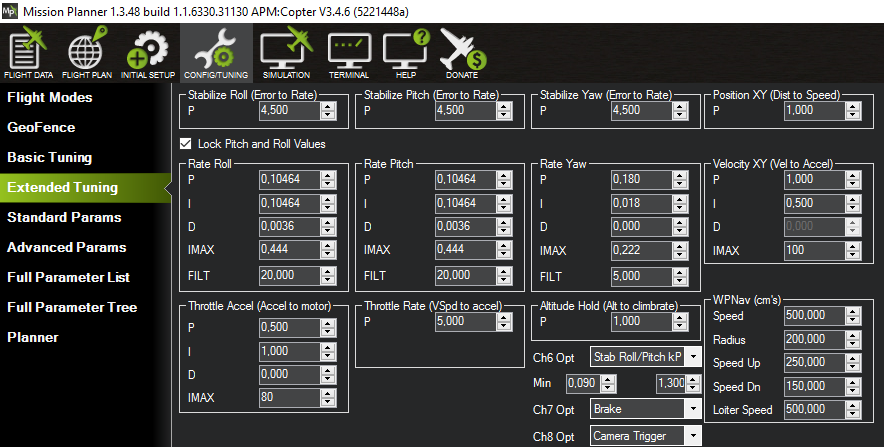 Mission Planner 1.3.48 build 1.1.6330.31130 APM:Copter V3.4.6 (5221448a)
FLIGHT DATA FLIGHT PLAN INITIAL SETUP CONFIG/TUNING SIMULATION TERMINAL HELP DONATE
Flight Modes
GeoFence
Basic Tuning
Extended Tuning
Standard Params
Advanced Params
Full Parameter List
Full Parameter Tree
Planner
Stabilize Roll (Error to Rate)
P 4,500
Stabilize Pitch (Error to Rate)
P 4,500
Stabilize Yaw (Error to Rate)
P 4,500
Position XY (Dist to Speed)
P 1,000
Lock Pitch and Roll Values
Rate Roll
P 0,10464
I 0,10464
D 0,0036
IMAX 0,444
FILT 20,000
Rate Pitch
P 0,10464
I 0,10464
D 0,0036
IMAX 0,444
FILT 20,000
Rate Yaw
P 0,180
I 0,018
D 0,000
IMAX 0,222
FILT 5,000
Velocity XY (Vel to Accel)
P 1,000
I 0,500
D 0,000
IMAX 100
Throttle Accel (Accel to motor)
P 0,500
I 1,000
D 0,000
IMAX 80
Throttle Rate (VSpd to accel)
P 5,000
Altitude Hold (Alt to climbrate)
P 1,000
Ch6 Opt Stab Roll/Pitch kP
Min 0,090 1,300
Ch7 Opt Brake
Ch8 Opt Camera Trigger
WPNav (cm's)
Speed 500,000
Radius 200,000
Speed Up 250,000
Speed Dn 150,000
Loiter Speed 500,000